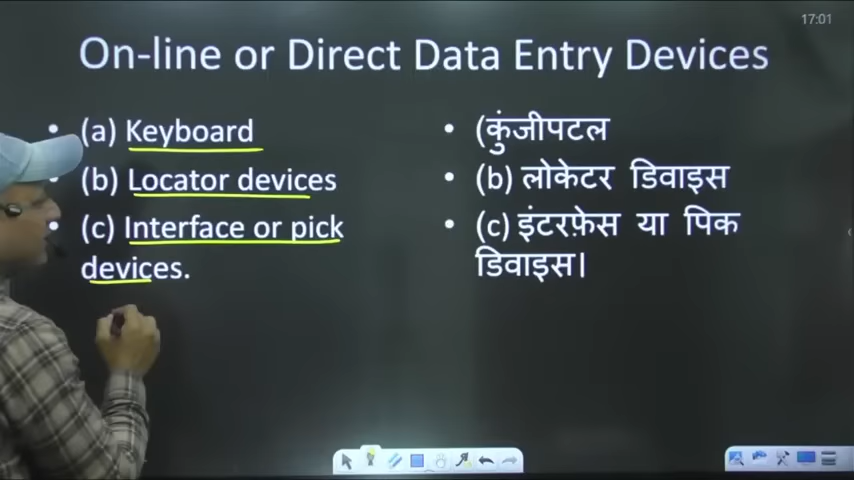 17:01
On-line or Direct Data Entry Devices
• (a) Keyboard
• (b) Locator devices
• (c) Interface or pick
devices.
• (कुंजीपटल
• (b) लोकेटर डिवाइस
• (c) इंटरफ़ेस या पिक
डिवाइस।